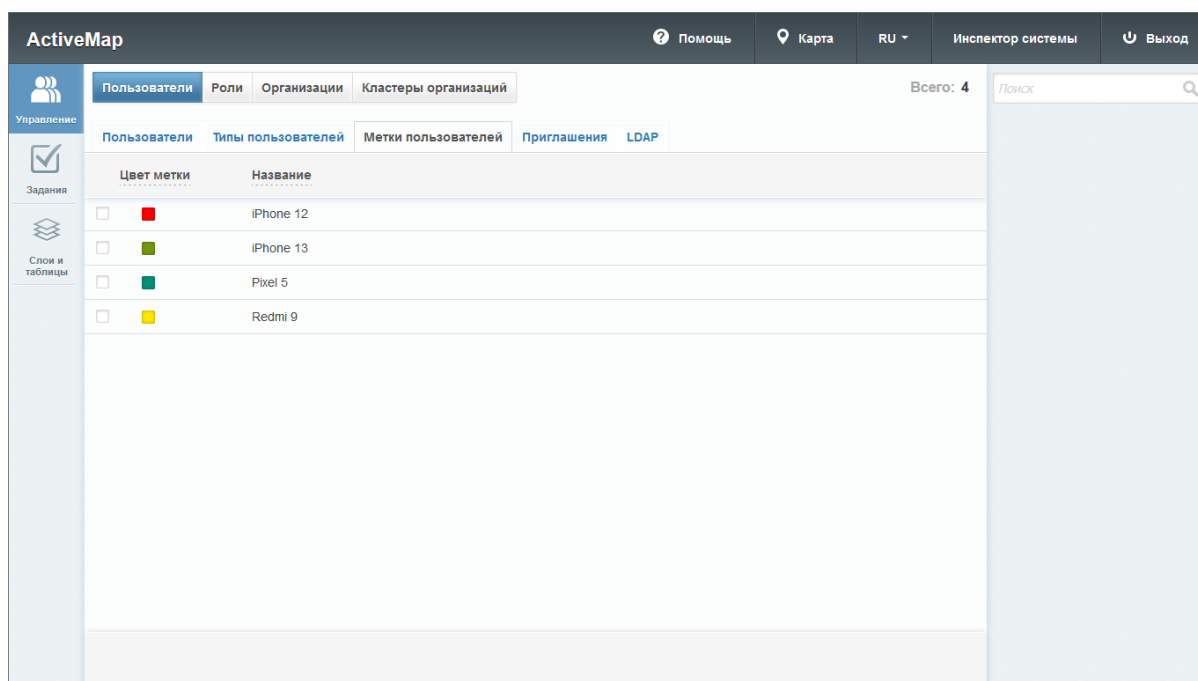 ActiveMap
Помощь Карта RU Инспектор системы Выход
Управление
Задания
Слои и
таблицы
Пользователи Роли Организации Кластеры организаций Всего: 4
Поиск
Пользователи Типы пользователей Метки пользователей Приглашения LDAP
Цвет метки Название
iPhone 12
iPhone 13
Pixel 5
Redmi 9